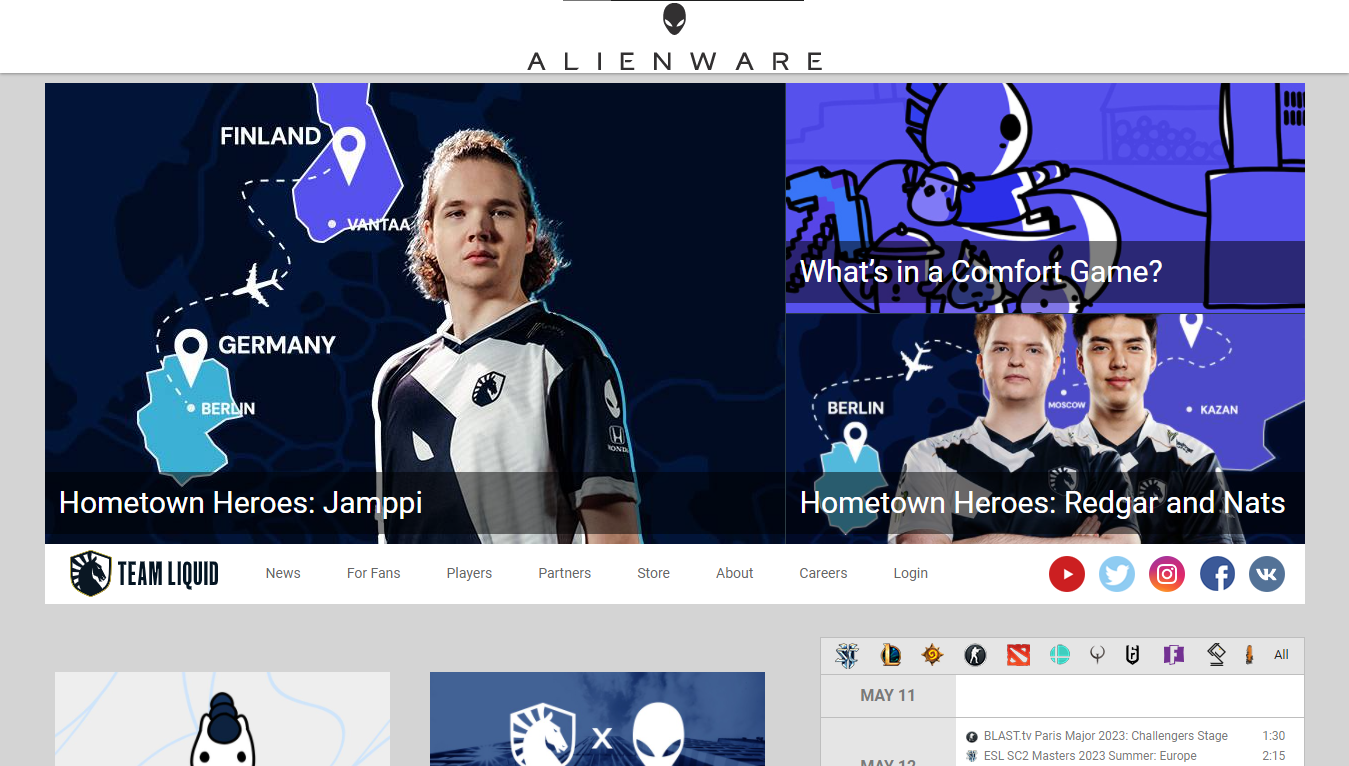 ALIENWARE
FINLAND
VANTAA
GERMANY
BERLIN
HONDA
Hometown Heroes: Jamppi
What's in a Comfort Game?
BERLIN
MOSCOW
KAZAN
Hometown Heroes: Redgar and Nats
TEAM LIQUID
News
For Fans
Players
Partners
Store
About
Careers
Login
All
MAY 11
BLAST.tv Paris Major 2023: Challengers Stage 1:30
ESL SC2 Masters 2023 Summer: Europe 2:15
MAY 12
X